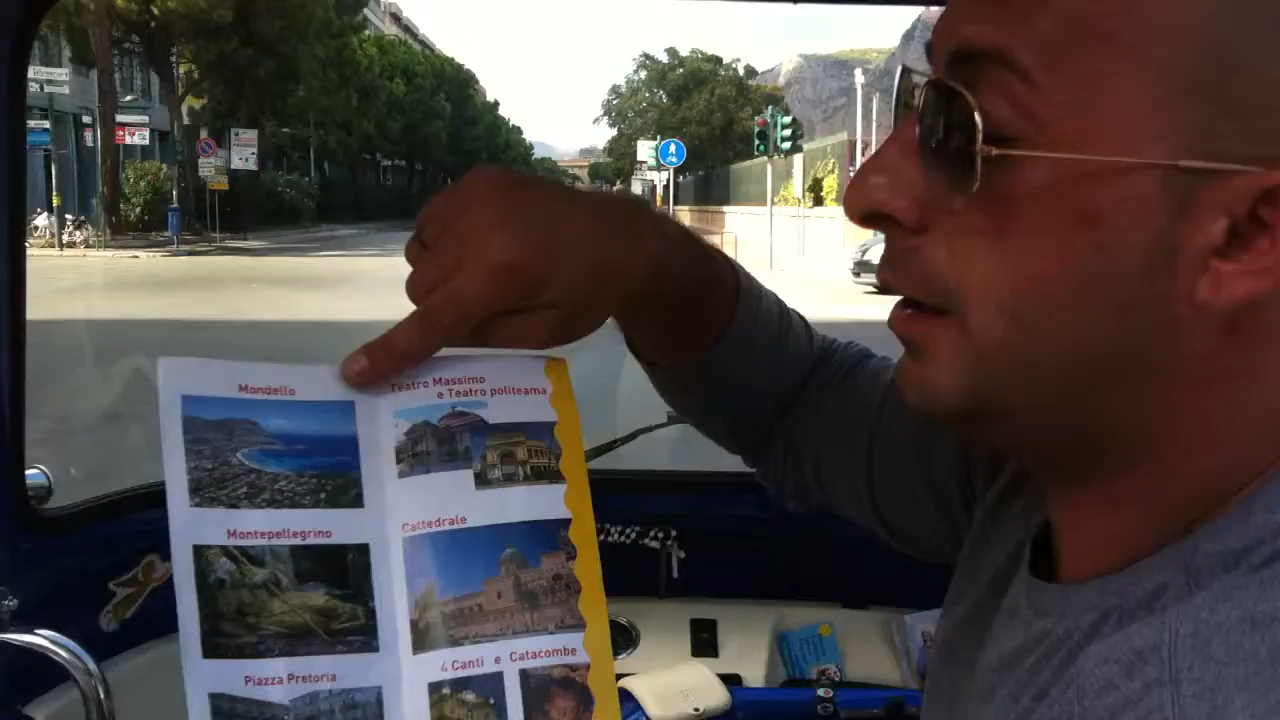 Mondello
Teatro Massimo
e Teatro politeama
Montepellegrino
Cattedrale
Piazza Pretoria
4 Canti e Catacombe